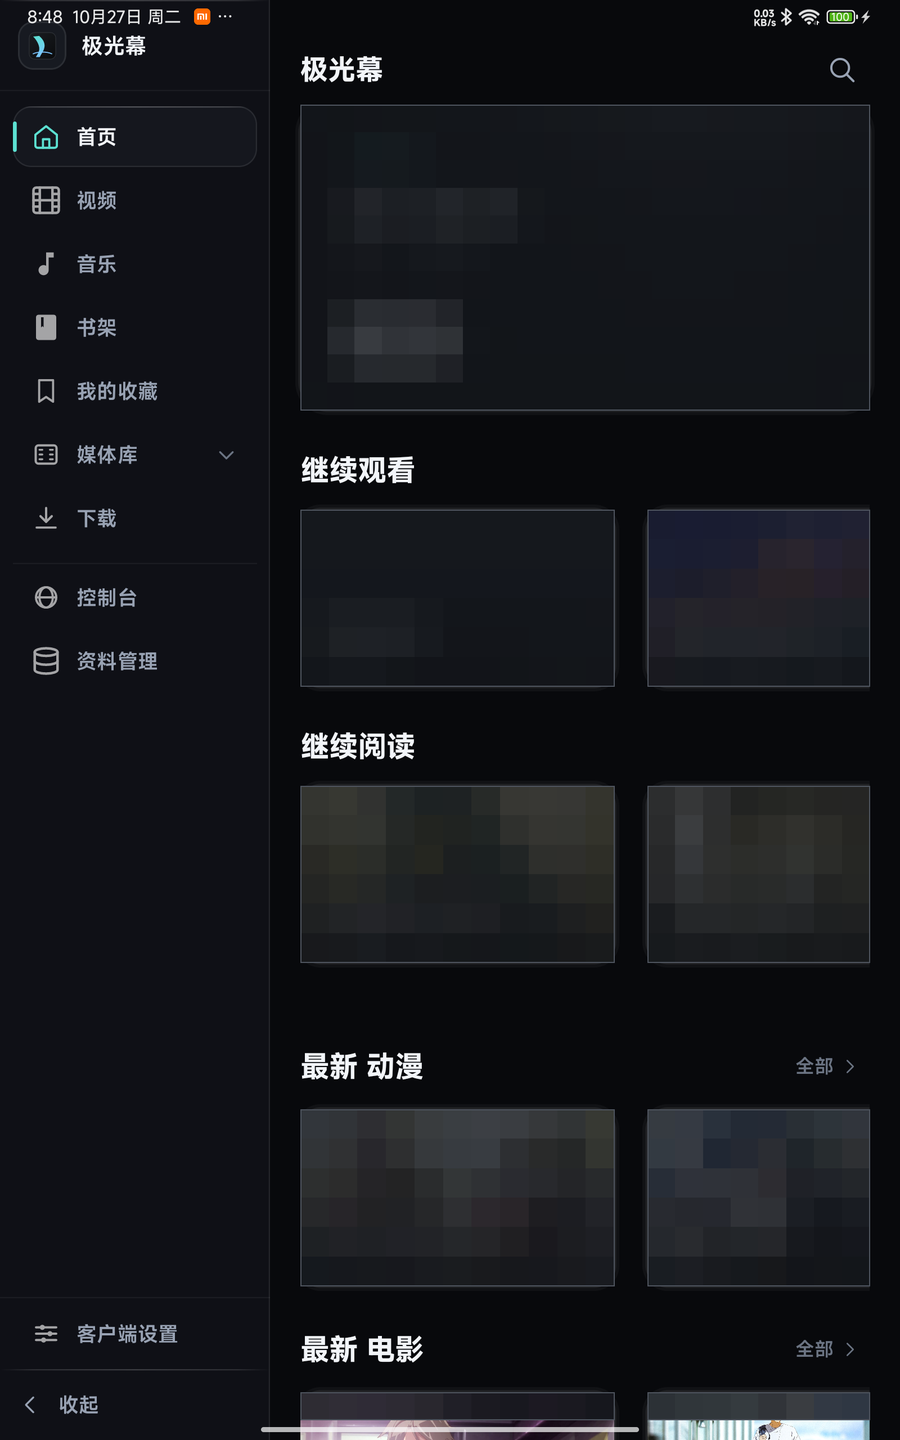 8:48 10月27日 周二 ···
0.03 KB/s 100
极光幕
首页
视频
音乐
书架
我的收藏
媒体库
下载
控制台
资料管理
客户端设置
收起
极光幕
继续观看
继续阅读
最新 动漫
全部
最新 电影
全部